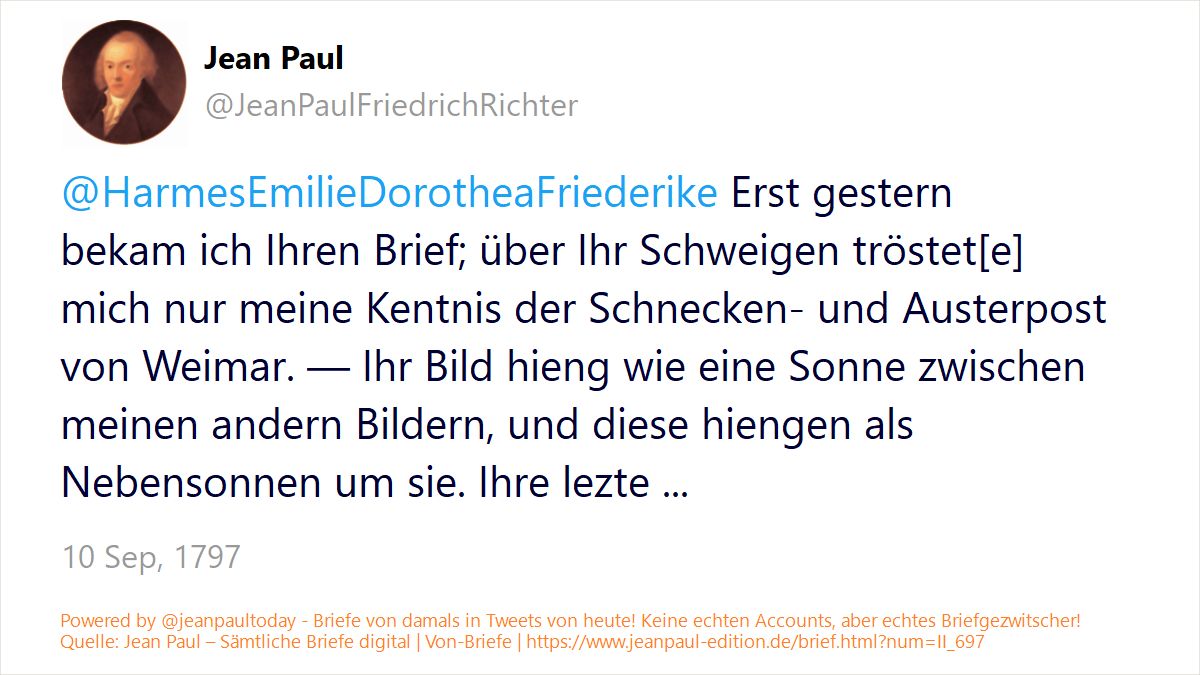 Jean Paul
@JeanPaulFriedrichRichter
@HarmesEmilieDorotheaFriederike Erst gestern
bekam ich Ihren Brief; über Ihr Schweigen tröstet[e]
mich nur meine Kentnis der Schnecken- und Austerpost
von Weimar. — Ihr Bild hieng wie eine Sonne zwischen
meinen andern Bildern, und diese hiengen als
Nebensonnen um sie. Ihre lezte ...
10 Sep, 1797
Powered by @jeanpaultoday - Briefe von damals in Tweets von heute! Keine echten Accounts, aber echtes Briefgezwitscher!
Quelle: Jean Paul – Sämtliche Briefe digital | Von-Briefe | https://www.jeanpaul-edition.de/brief.html?num=II_697